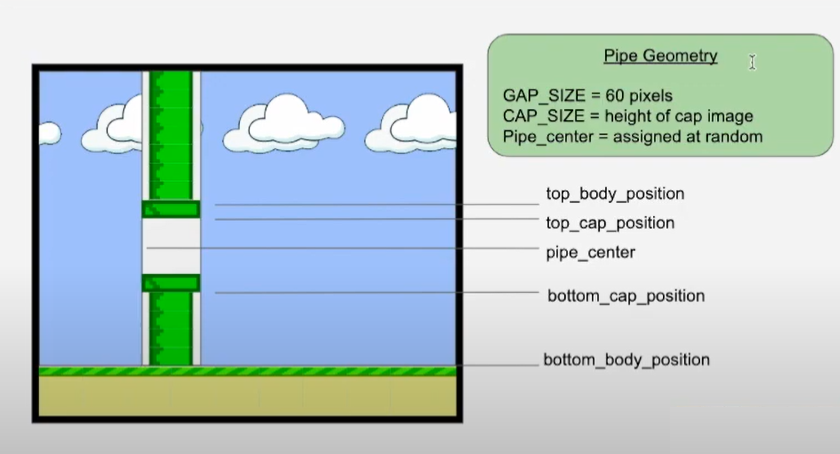 Pipe Geometry
GAP_SIZE = 60 pixels
CAP_SIZE = height of cap image
Pipe_center = assigned at random
top_body_position
top_cap_position
pipe_center
bottom_cap_position
bottom_body_position